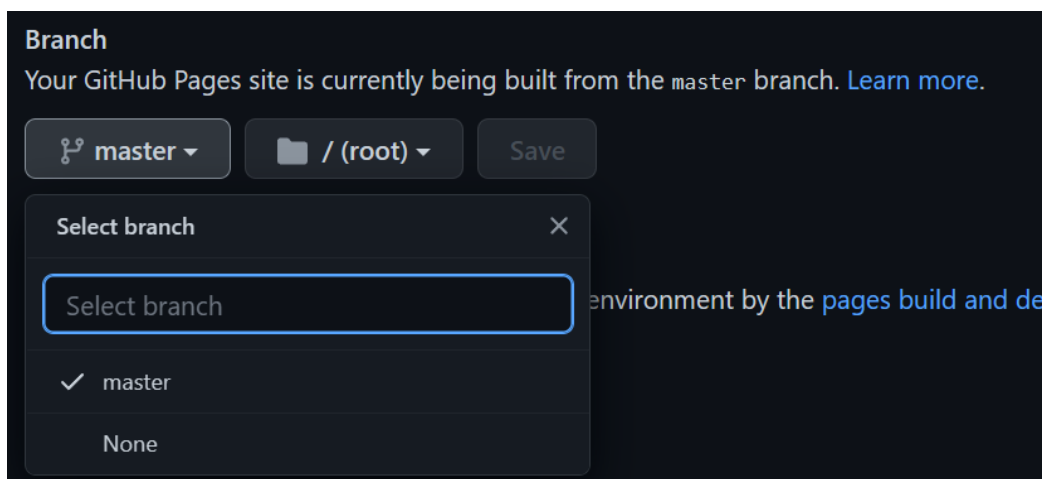 Branch
Your GitHub Pages site is currently being built from the master branch. Learn more.
master / (root) Save
Select branch
Select branch
environment by the pages build and de
master
None